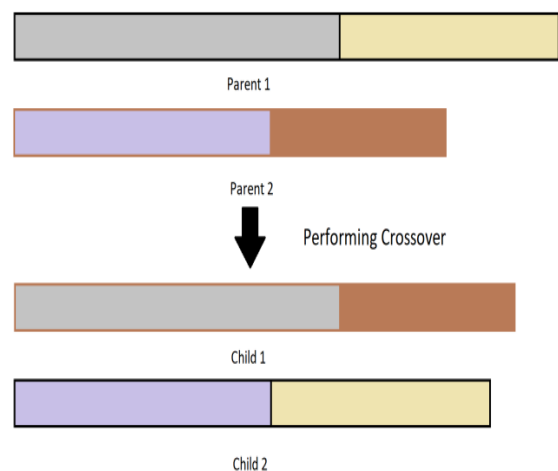 Parent 1
Parent 2
Performing Crossover
Child 1
Child 2